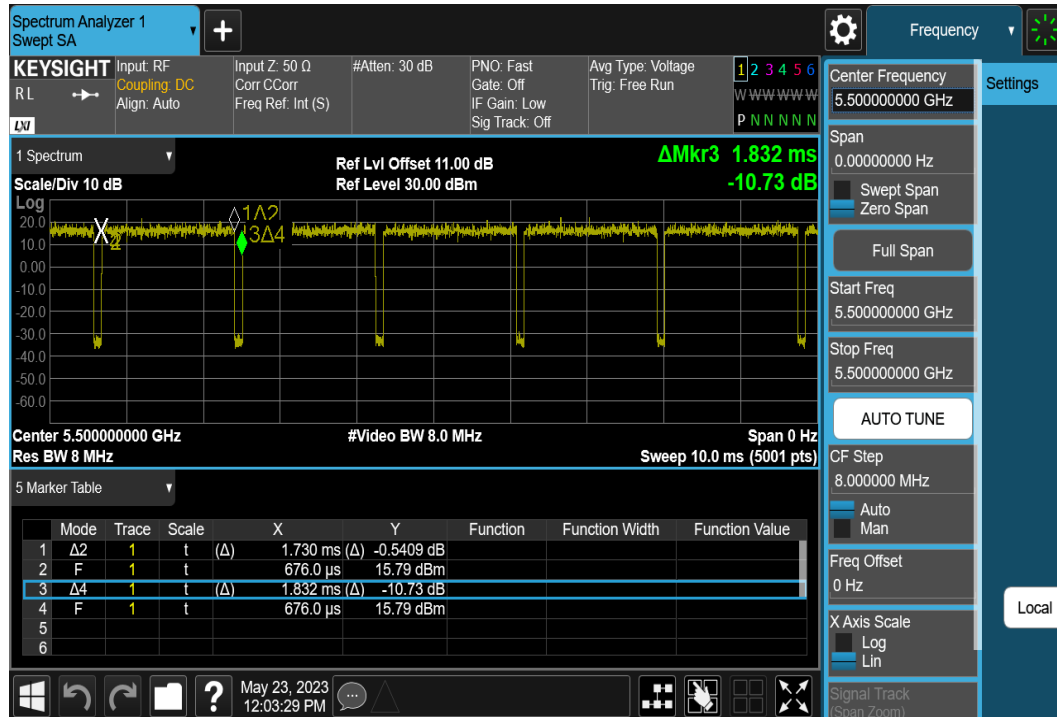 Spectrum Analyzer 1
Swept SA
+
Frequency
KEYSIGHT
RL
LXI
Input: RF
Coupling: DC
Align: Auto
Input Z: 50 Ω
Corr CCorr
Freq Ref: Int (S)
#Atten: 30 dB
PNO: Fast
Gate: Off
IF Gain: Low
Sig Track: Off
Avg Type: Voltage
Trig: Free Run
1 2 3 4 5 6
W W W W W W
P N N N N N
1 Spectrum
Scale/Div 10 dB
Ref Lvl Offset 11.00 dB
Ref Level 30.00 dBm
ΔMkr3 1.832 ms
-10.73 dB
Log
20.0
10.0
0.00
-10.0
-20.0
-30.0
-40.0
-50.0
-60.0
1Δ2
3Δ4
Center 5.500000000 GHz
Res BW 8 MHz
#Video BW 8.0 MHz
Span 0 Hz
Sweep 10.0 ms (5001 pts)
5 Marker Table
Mode Trace Scale X Y Function Function Width Function Value
1 Δ2 1 t (Δ) 1.730 ms (Δ) -0.5409 dB
2 F 1 t 676.0 µs 15.79 dBm
3 Δ4 1 t (Δ) 1.832 ms (Δ) -10.73 dB
4 F 1 t 676.0 µs 15.79 dBm
5
6
?
May 23, 2023
12:03:29 PM
Center Frequency
5.500000000 GHz
Span
0.00000000 Hz
Swept Span
Zero Span
Full Span
Start Freq
5.500000000 GHz
Stop Freq
5.500000000 GHz
AUTO TUNE
CF Step
8.000000 MHz
Auto
Man
Freq Offset
0 Hz
X Axis Scale
Log
Lin
Signal Track
(Span Zoom)
Settings
Local